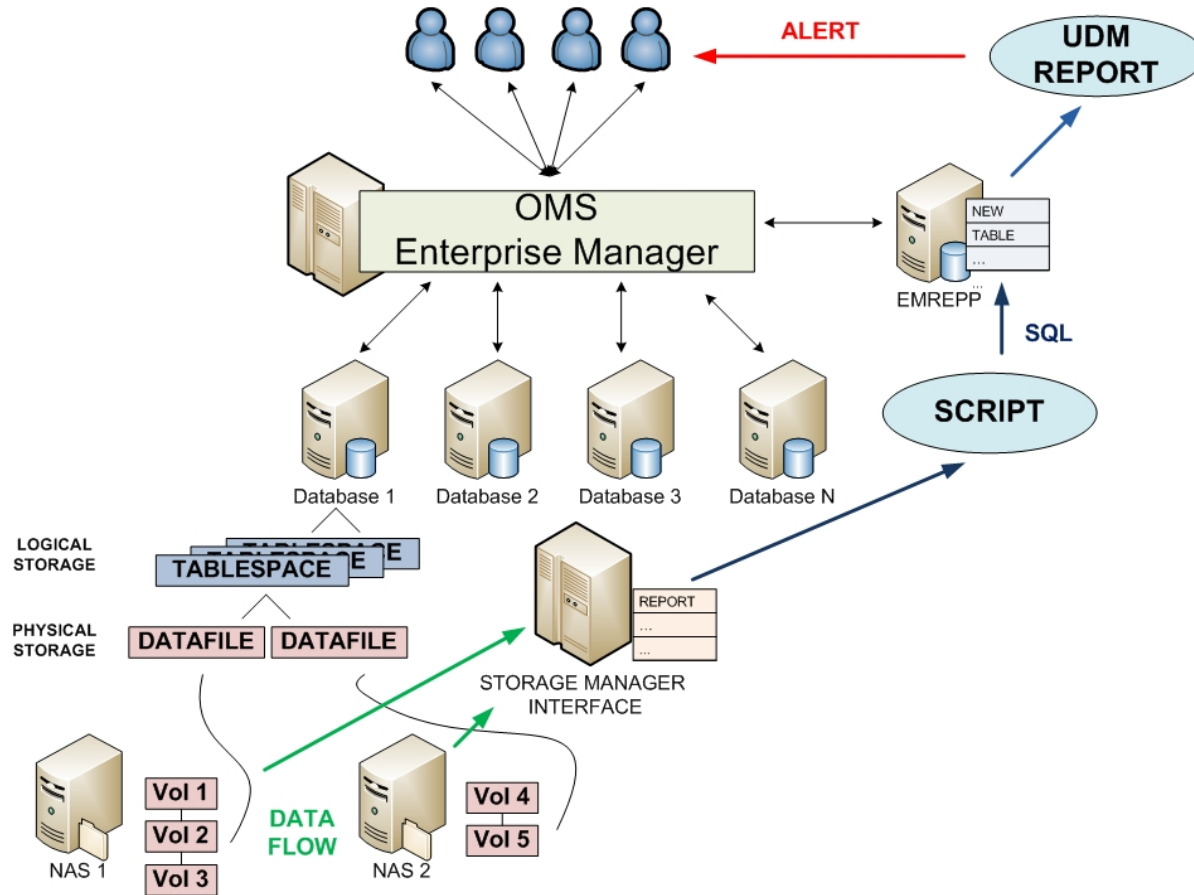 ALERT
UDM
REPORT
OMS
Enterprise Manager
NEW
TABLE
...
...
EMREPP
SQL
SCRIPT
Database 1
Database 2
Database 3
Database N
LOGICAL
STORAGE
TABLESPACE
TABLESPACE
TABLESPACE
PHYSICAL
STORAGE
DATAFILE
DATAFILE
REPORT
...
...
STORAGE MANAGER
INTERFACE
Vol 1
Vol 2
Vol 3
NAS 1
DATA
FLOW
Vol 4
Vol 5
NAS 2